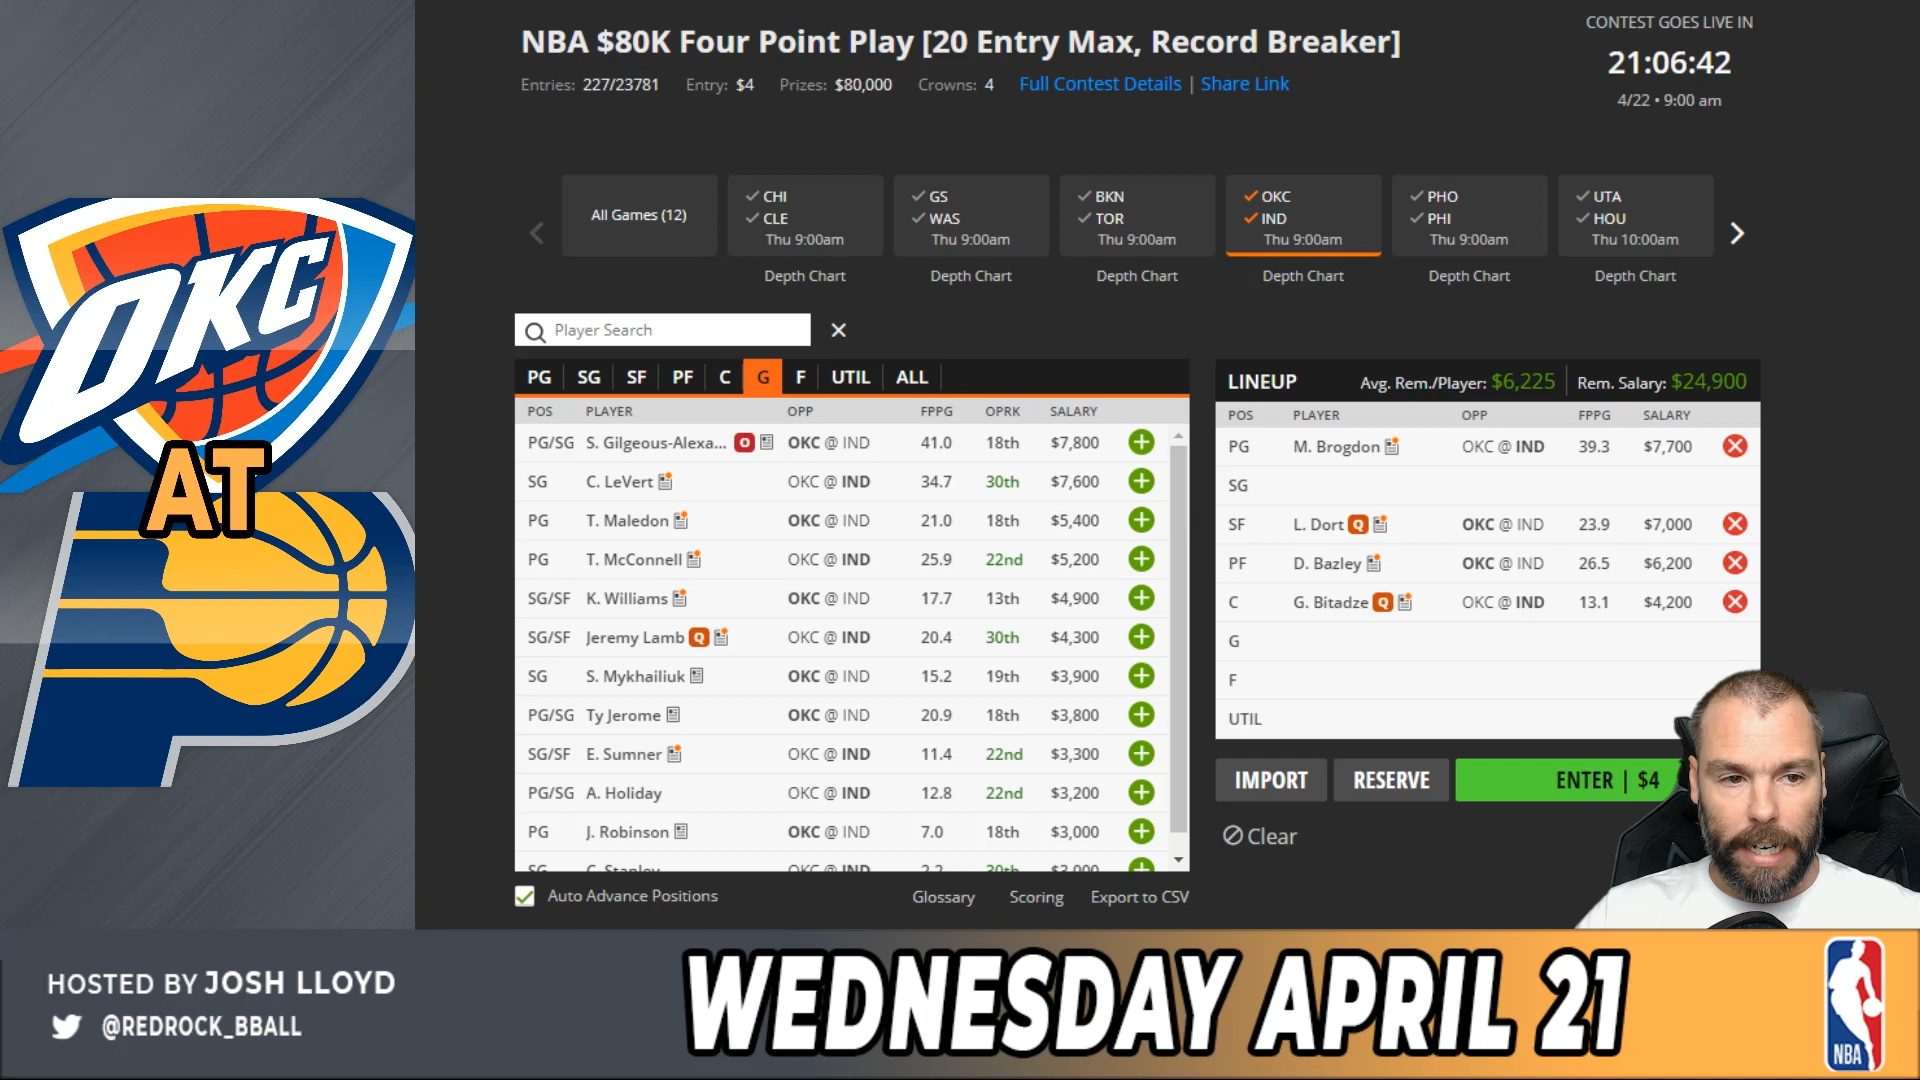 OKC
AT
NBA $80K Four Point Play [20 Entry Max, Record Breaker]
Entries: 227/23781 Entry: $4 Prizes: $80,000 Crowns: 4 Full Contest Details | Share Link
CONTEST GOES LIVE IN
21:06:42
4/22 • 9:00 am
All Games (12)
CHI
CLE
Thu 9:00am
Depth Chart
GS
WAS
Thu 9:00am
Depth Chart
BKN
TOR
Thu 9:00am
Depth Chart
OKC
IND
Thu 9:00am
Depth Chart
PHO
PHI
Thu 9:00am
Depth Chart
UTA
HOU
Thu 10:00am
Depth Chart
Player Search
PG SG SF PF C G F UTIL ALL
POS PLAYER OPP FPPG OPRK SALARY
PG/SG S. Gilgeous-Alexa... O OKC @ IND 41.0 18th $7,800
SG C. LeVert OKC @ IND 34.7 30th $7,600
PG T. Maledon OKC @ IND 21.0 18th $5,400
PG T. McConnell OKC @ IND 25.9 22nd $5,200
SG/SF K. Williams OKC @ IND 17.7 13th $4,900
SG/SF Jeremy Lamb Q OKC @ IND 20.4 30th $4,300
SG S. Mykhailiuk OKC @ IND 15.2 19th $3,900
PG/SG Ty Jerome OKC @ IND 20.9 18th $3,800
SG/SF E. Sumner OKC @ IND 11.4 22nd $3,300
PG/SG A. Holiday OKC @ IND 12.8 22nd $3,200
PG J. Robinson OKC @ IND 7.0 18th $3,000
SG C. Stanley OKC @ IND 2.2 30th $3,000
Auto Advance Positions Glossary Scoring Export to CSV
LINEUP Avg. Rem./Player: $6,225 Rem. Salary: $24,900
POS PLAYER OPP FPPG SALARY
PG M. Brogdon OKC @ IND 39.3 $7,700
SG
SF L. Dort Q OKC @ IND 23.9 $7,000
PF D. Bazley OKC @ IND 26.5 $6,200
C G. Bitadze Q OKC @ IND 13.1 $4,200
G
F
UTIL
IMPORT RESERVE ENTER | $4
Clear
HOSTED BY JOSH LLOYD
@REDROCK_BBALL
WEDNESDAY APRIL 21
NBA